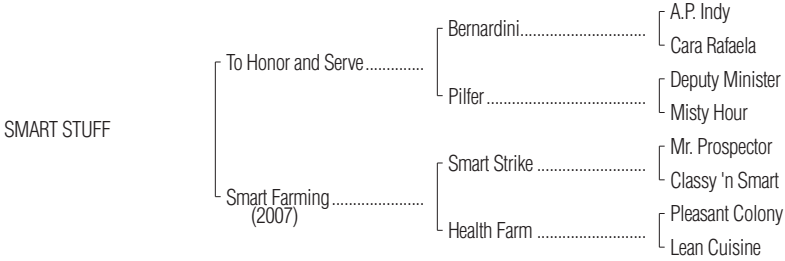 A.P. Indy
Bernardini..............................
Cara Rafaela
To Honor and Serve..............
Deputy Minister
Pilfer......................................
Misty Hour
SMART STUFF
Mr. Prospector
Smart Strike ..........................
Classy 'n Smart
Smart Farming......................
(2007)
Pleasant Colony
Health Farm ..........................
Lean Cuisine